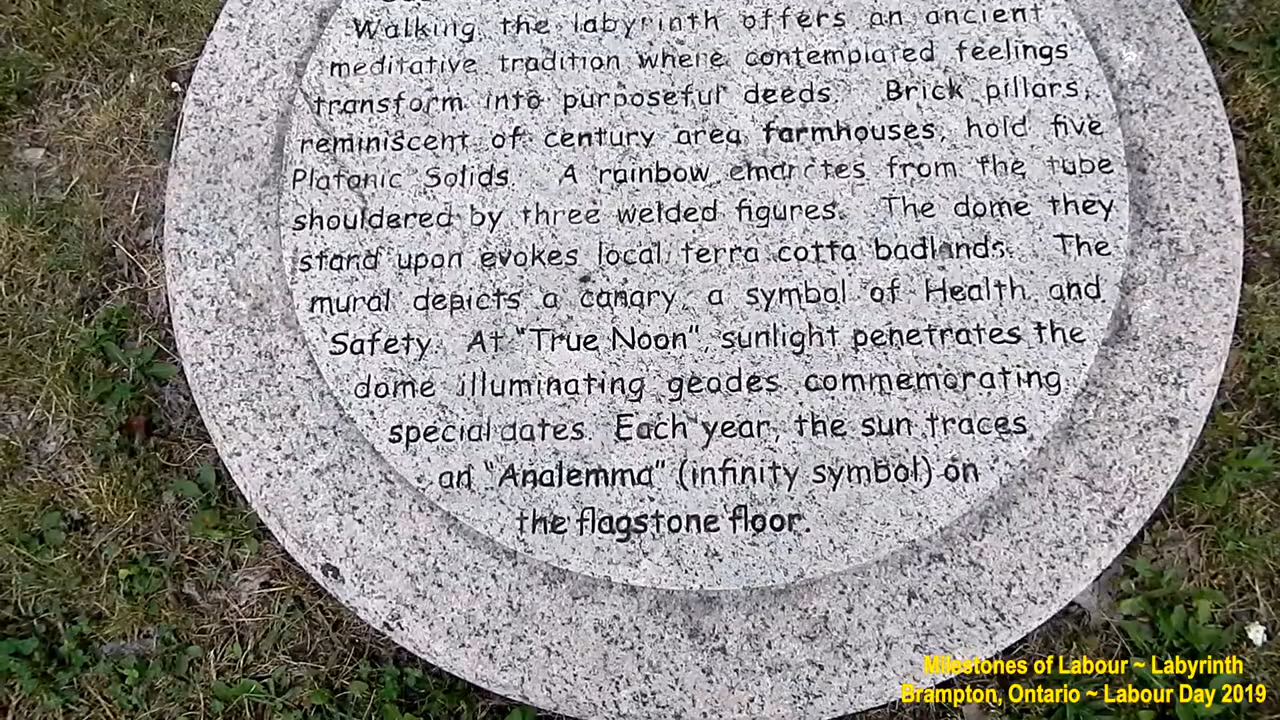 Walking the labyrinth offers an ancient
meditative tradition where contemplated feelings
transform into purposeful deeds. Brick pillars,
reminiscent of century area farmhouses, hold five
Platonic Solids. A rainbow emanates from the tube
shouldered by three welded figures. The dome they
stand upon evokes local terra cotta badlands. The
mural depicts a canary, a symbol of Health and
Safety. At "True Noon", sunlight penetrates the
dome illuminating geodes commemorating
special dates. Each year, the sun traces
an "Analemma" (infinity symbol) on
the flagstone floor.
Milestones of Labour ~ Labyrinth
Brampton, Ontario ~ Labour Day 2019